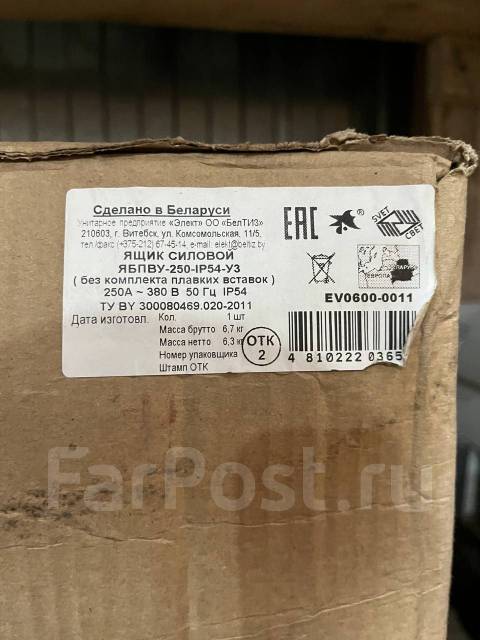 Сделано в Беларуси
Унитарное предприятие «Элект» ОО «БелТИЗ»
210603, г. Витебск, ул. Комсомольская, 11/5,
тел./факс (+375-212) 67-45-14, e-mail: elekt@beltiz.by
ЯЩИК СИЛОВОЙ
ЯБПВУ-250-IP54-У3
( без комплекта плавких вставок )
250А ~ 380 В 50 Гц IP54
ТУ BY 300080469.020-2011
Дата изготовл. Кол. 1 шт
Масса брутто 6,7 кг
Масса нетто 6,3 кг
Номер упаковщика
Штамп ОТК
ОТК
2
EAC
SVET
СВЕТ
ЕВРОПА
БЕЛАРУСЬ
EV0600-0011
4 810222 0365
FarPost.ru